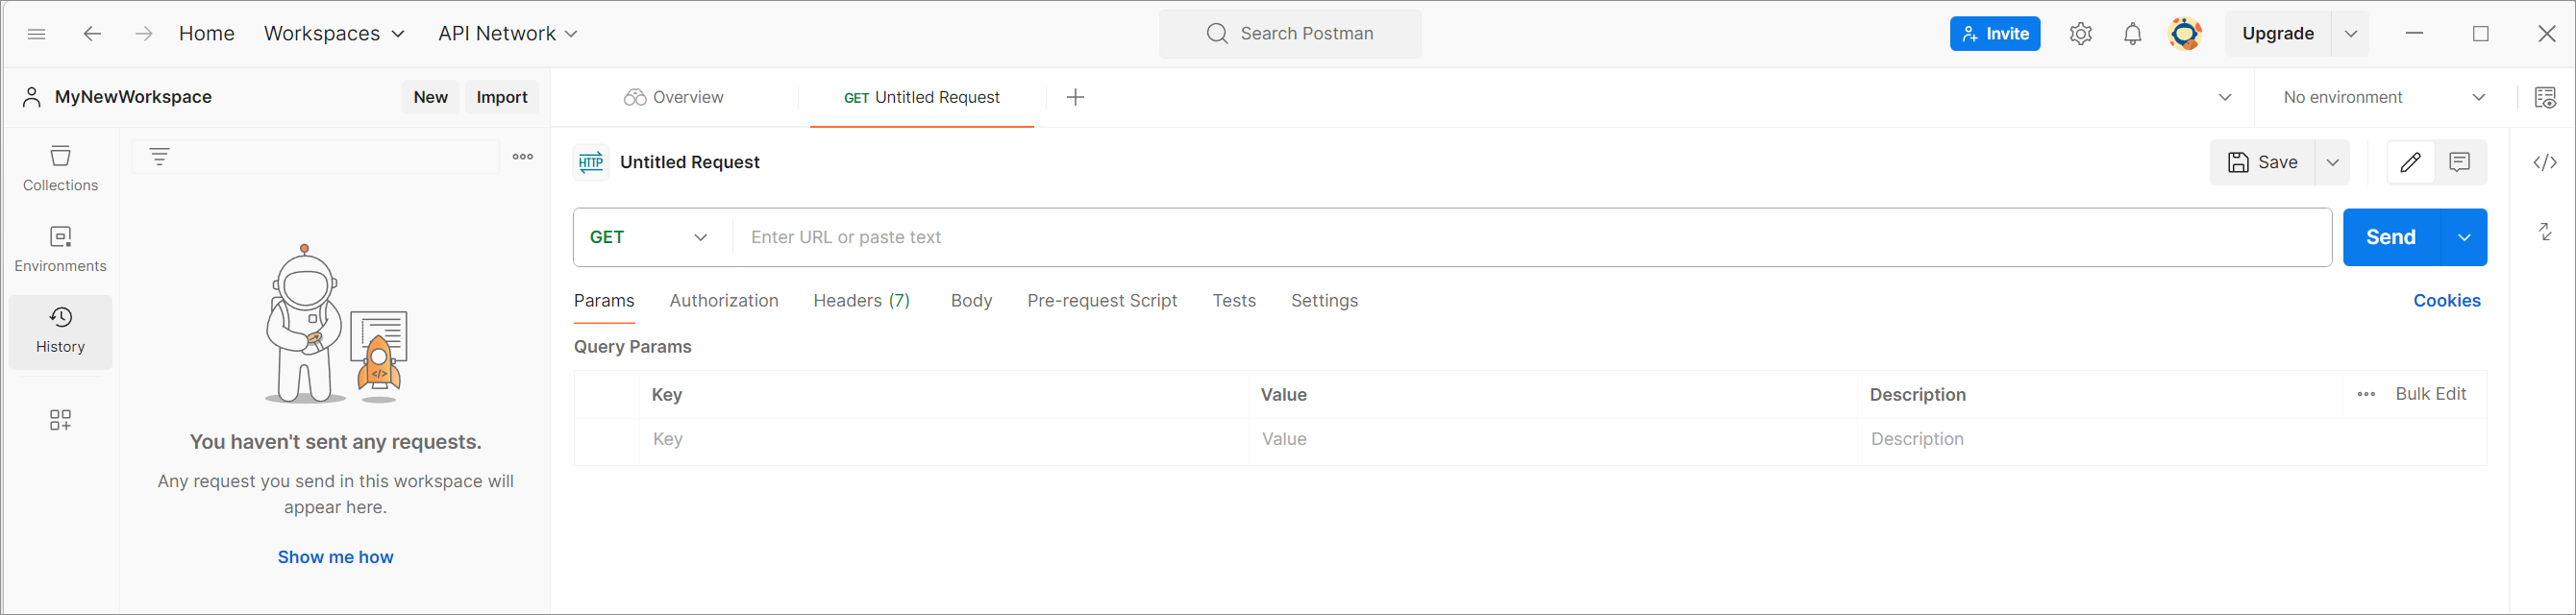 Home Workspaces API Network Search Postman Invite Upgrade
MyNewWorkspace New Import Overview GET Untitled Request No environment
Collections
Environments
History
You haven't sent any requests.
Any request you send in this workspace will
appear here.
Show me how
HTTP Untitled Request Save
GET Enter URL or paste text Send
Params Authorization Headers (7) Body Pre-request Script Tests Settings Cookies
Query Params
Key Value Description Bulk Edit
Key Value Description